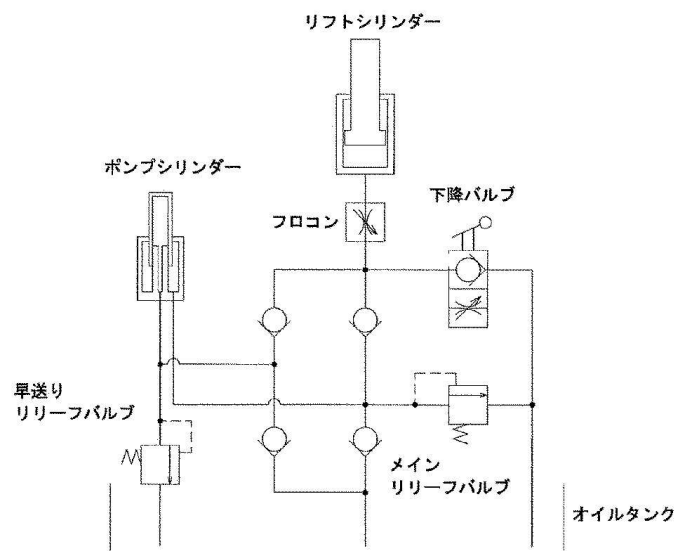 リフトシリンダー
ポンプシリンダー
下降バルブ
フロコン
早送り
リリーフバルブ
メイン
リリーフバルブ
オイルタンク